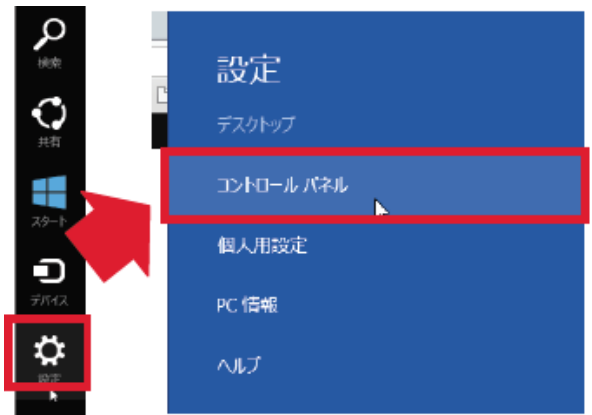 検索
共有
スタート
デバイス
設定
設定
デスクトップ
コントロール パネル
個人用設定
PC 情報
ヘルプ